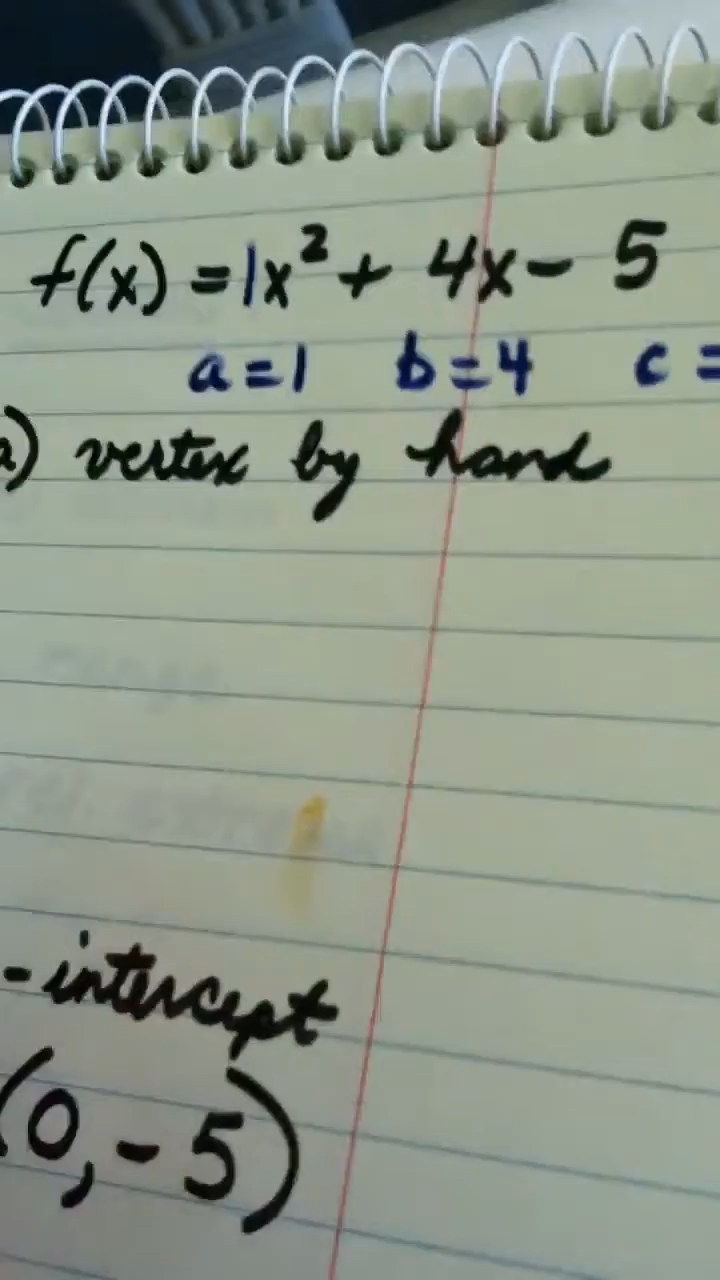 f(x) = 1x² + 4x - 5
a = 1 b = 4 c =
a) vertex by hand
-intercept
(0, -5)